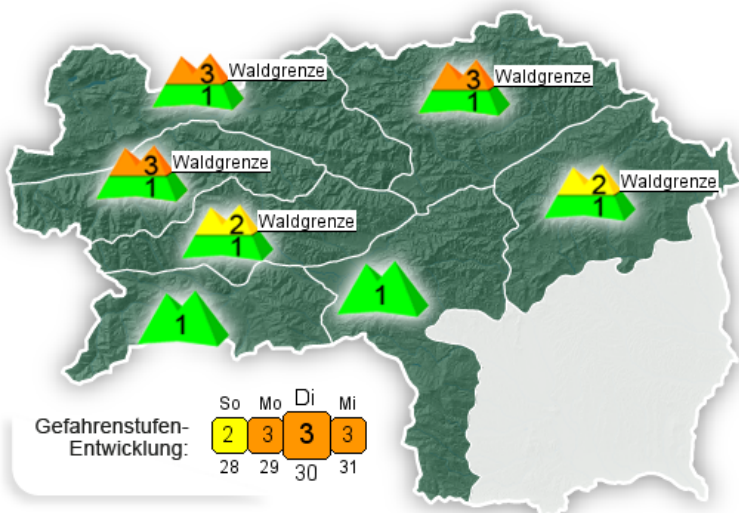 3 Waldgrenze
1
3 Waldgrenze
1
3 Waldgrenze
1
2 Waldgrenze
1
2 Waldgrenze
1
1
1
Gefahrenstufen-
Entwicklung:
So Mo Di Mi
2 3 3 3
28 29 30 31